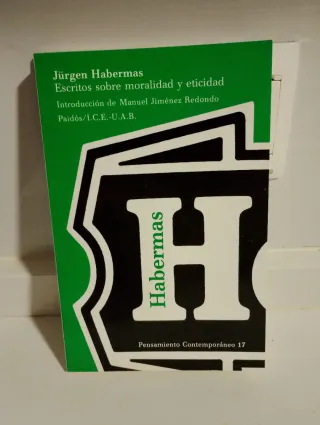 Jürgen Habermas
Escritos sobre moralidad y eticidad
Introducción de Manuel Jiménez Redondo
Paidós/I.C.E.-U.A.B.
Habermas
H
Pensamiento Contemporáneo 17